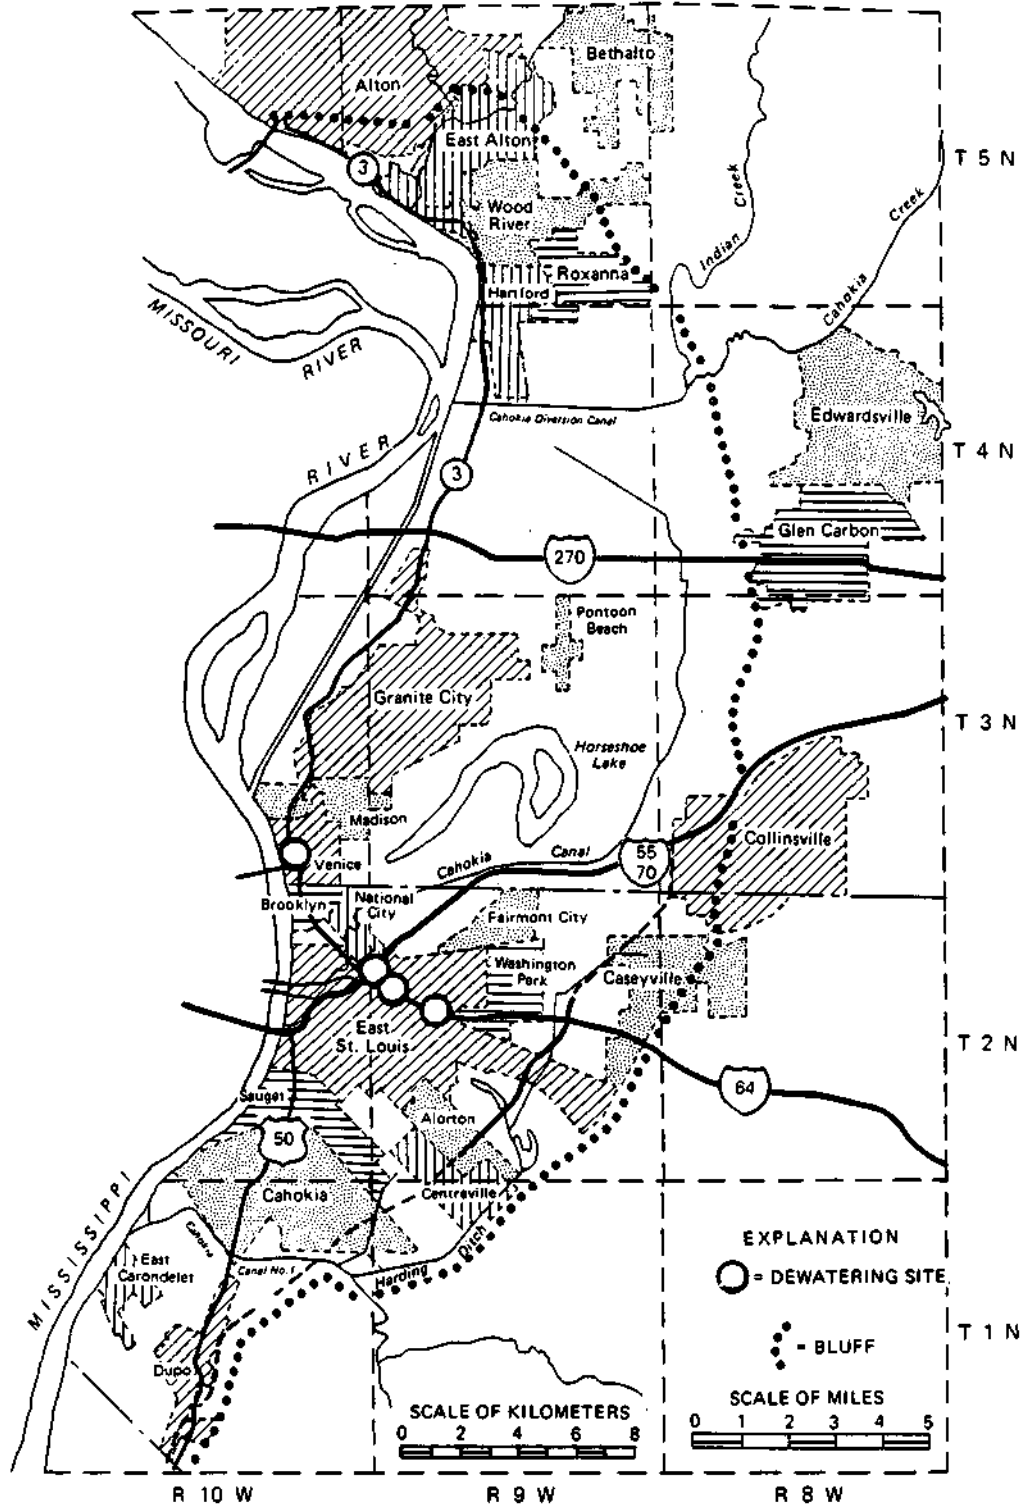 Bethalto
Alton
East Alton
T 5 N
3
Wood
River
Indian
Creek
Cahokia
Creek
Roxanna
Hartford
MISSOURI
RIVER
Cahokia Diversion Canal
Edwardsville
RIVER
3
T 4 N
Glen Carbon
270
Pontoon
Beach
Granite City
T 3 N
Horseshoe
Lake
Madison
Collinsville
Venice
Cahokia
Canal
55
70
Brooklyn
National
City
Fairmont City
Washington
Park
Caseyville
East
St. Louis
T 2 N
Sauget
64
Alorton
50
Cahokia
Centreville
MISSISSIPPI
Cahokia
Canal No. 1
Harding
Ditch
East
Carondelet
Dupo
EXPLANATION
= DEWATERING SITE
- BLUFF
T 1 N
SCALE OF KILOMETERS
0 2 4 6 8
SCALE OF MILES
0 1 2 3 4 5
R 10 W
R 9 W
R 8 W